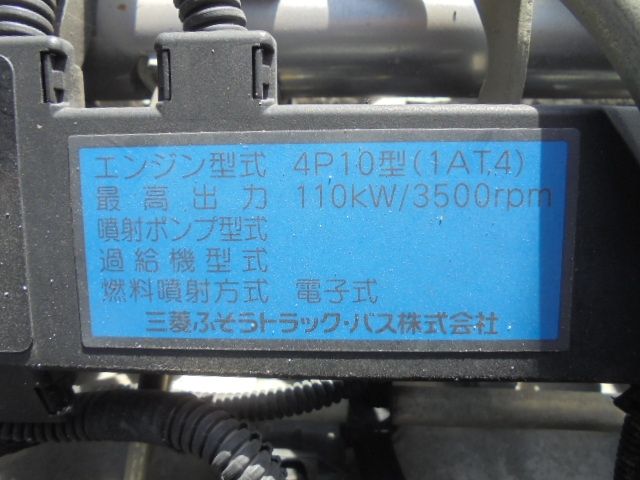 エンジン型式 4P10型(1AT4)
最高出力 110kW/3500rpm
噴射ポンプ型式
過給機型式
燃料噴射方式 電子式
三菱ふそうトラック・バス株式会社